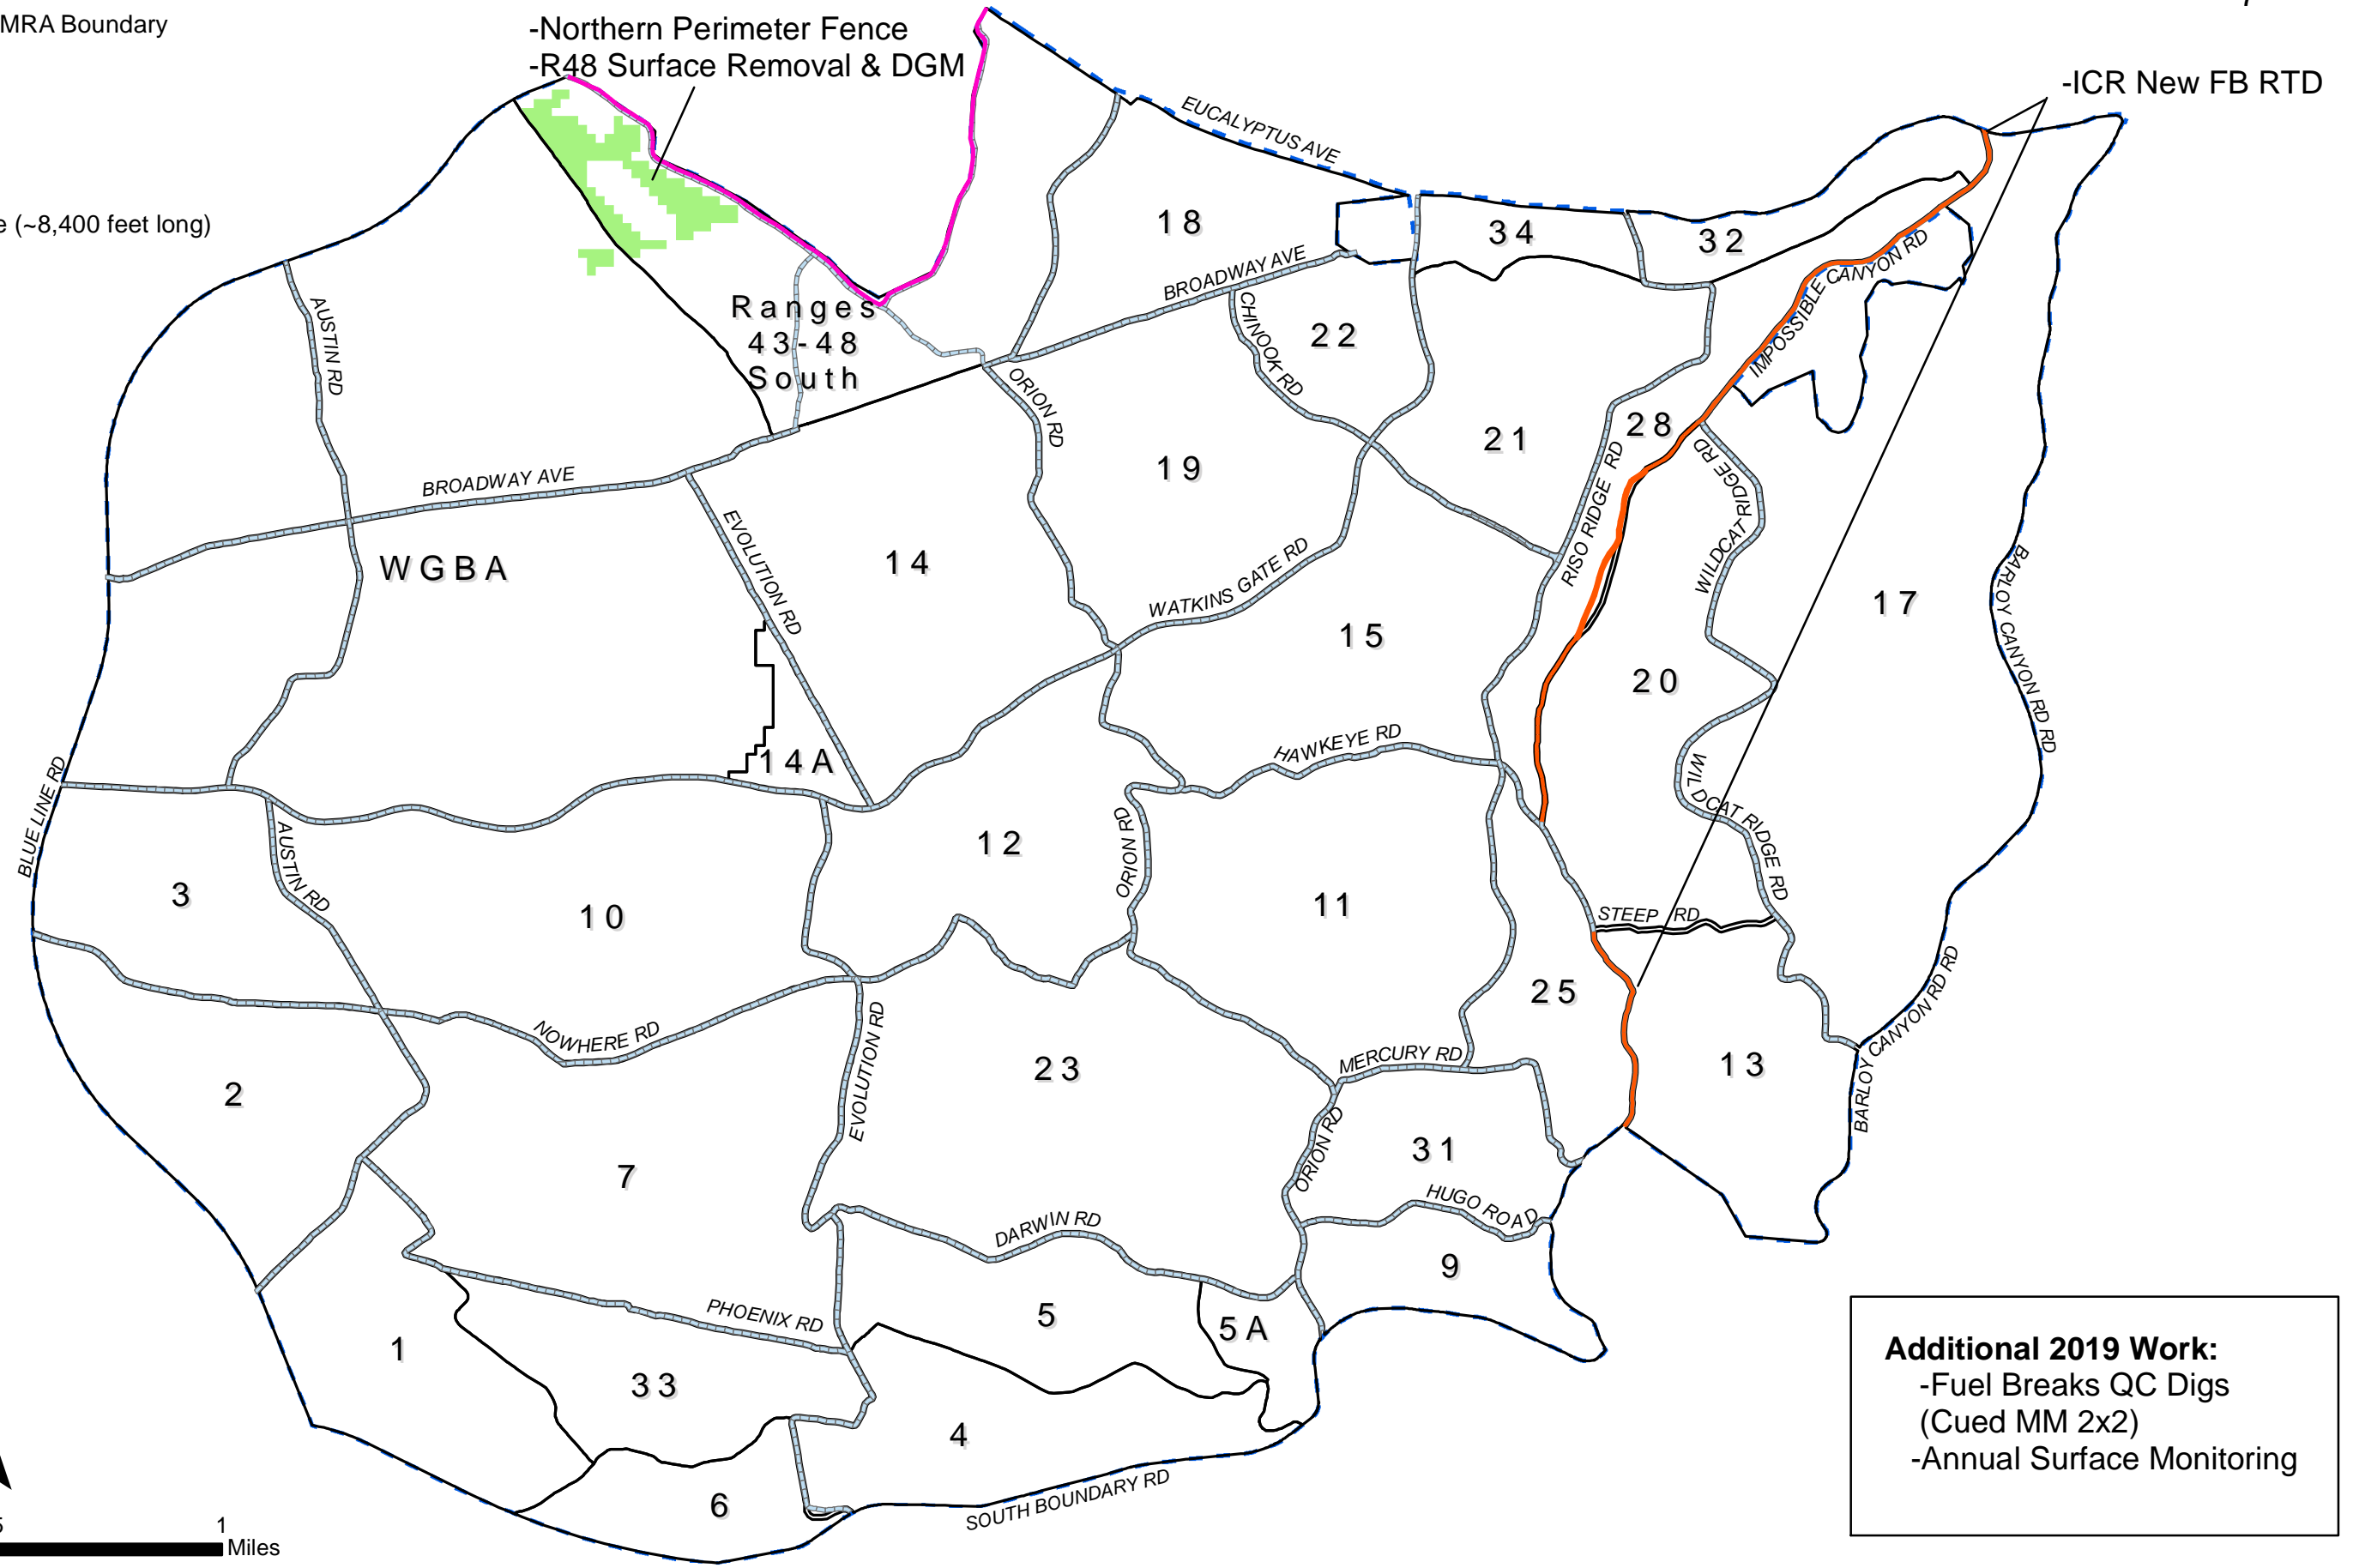 MRA Boundary
-Northern Perimeter Fence
-R48 Surface Removal & DGM
-ICR New FB RTD
e (~8,400 feet long)
EUCALYPTUS AVE
18
34
32
BROADWAY AVE
IMPOSSIBLE CANYON RD
AUSTIN RD
Ranges
43-48
South
CHINOOK RD
22
ORION RD
28
21
19
RISO RIDGE RD
WILDCAT RIDGE RD
BROADWAY AVE
EVOLUTION RD
WGBA
14
WATKINS GATE RD
15
17
BARLOY CANYON RD RD
20
14A
HAWKEYE RD
BLUE LINE RD
WILDCAT RIDGE RD
12
ORION RD
AUSTIN RD
3
10
11
STEEP RD
25
NOWHERE RD
EVOLUTION RD
23
MERCURY RD
13
BARLOY CANYON RD RD
2
7
ORION RD
31
HUGO ROAD
DARWIN RD
9
PHOENIX RD
5
5A
1
33
4
6
SOUTH BOUNDARY RD
Additional 2019 Work:
-Fuel Breaks QC Digs
(Cued MM 2x2)
-Annual Surface Monitoring
5 1
Miles